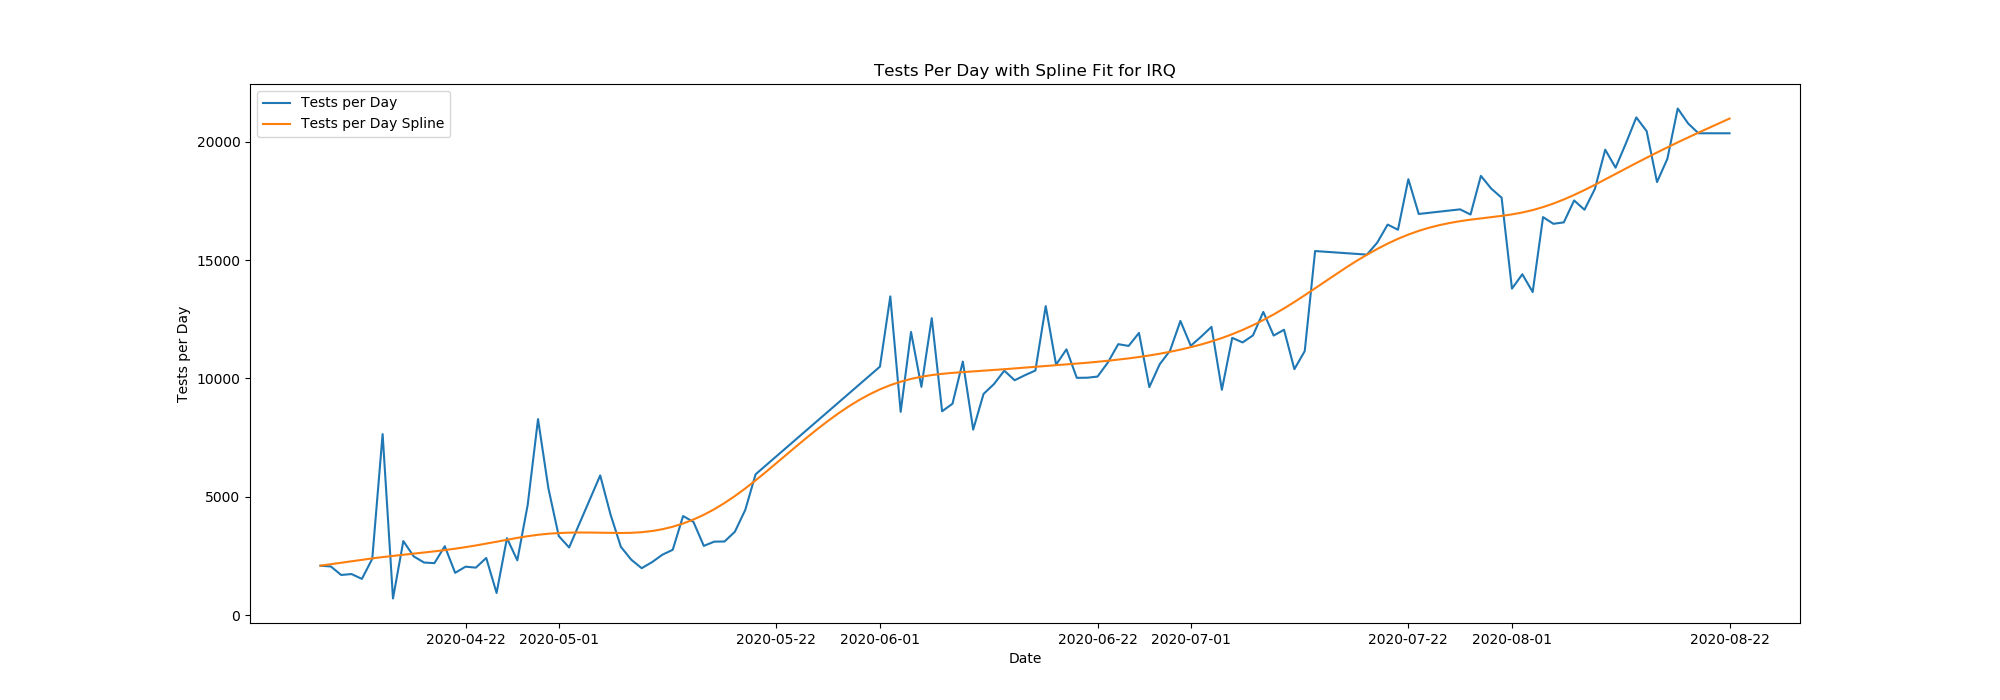 Tests Per Day with Spline Fit for IRQ
Tests per Day
Tests per Day Spline
20000
15000
10000
5000
0
Tests per Day
2020-04-22 2020-05-01 2020-05-22 2020-06-01 2020-06-22 2020-07-01 2020-07-22 2020-08-01 2020-08-22
Date